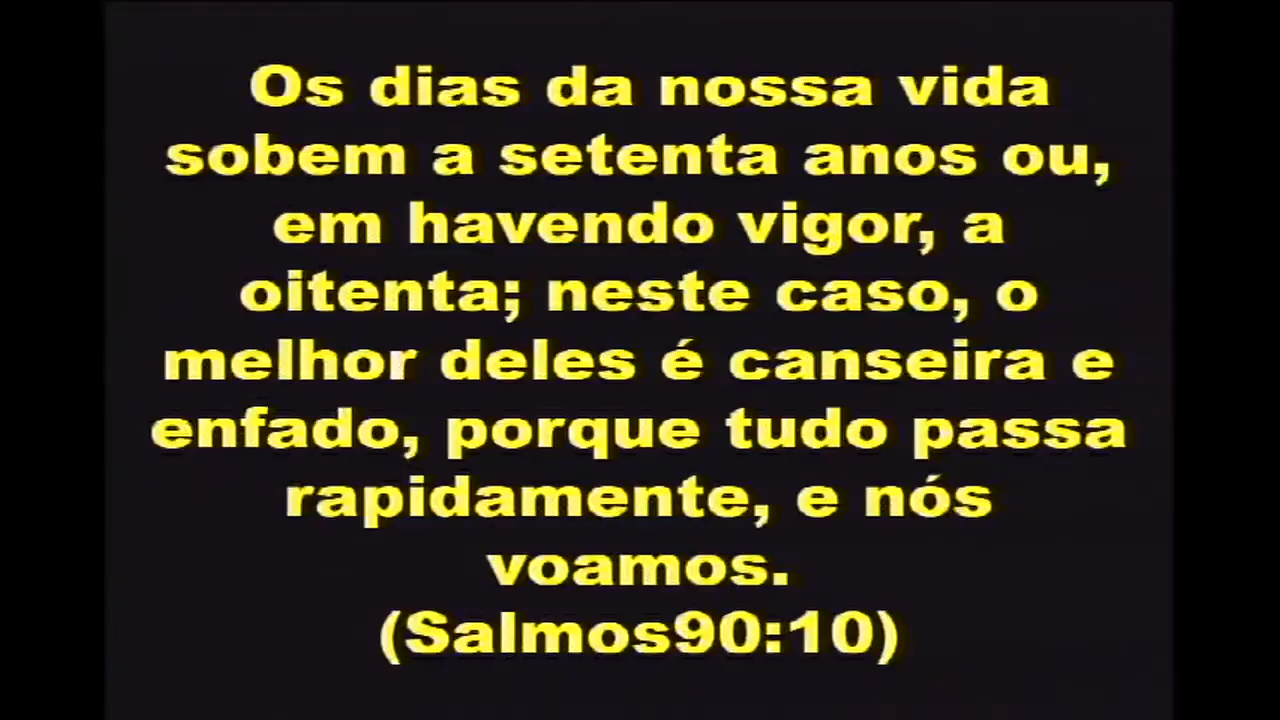 Os dias da nossa vida
sobem a setenta anos ou,
em havendo vigor, a
oitenta; neste caso, o
melhor deles é canseira e
enfado, porque tudo passa
rapidamente, e nós
voamos.
(Salmos90:10)